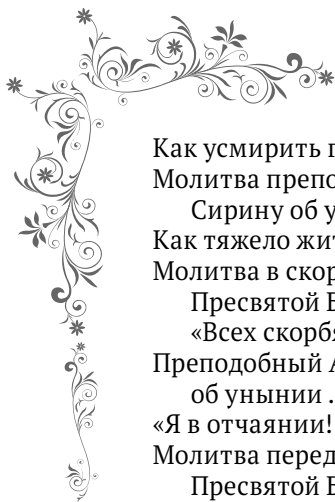 Как усмирить г
Молитва препо
Сирину об у
Как тяжело жит
Молитва в скор
Пресвятой Б
«Всех скорбя
Преподобный А
об унынии .
«Я в отчаянии!
Молитва перед
Пресвятой Б